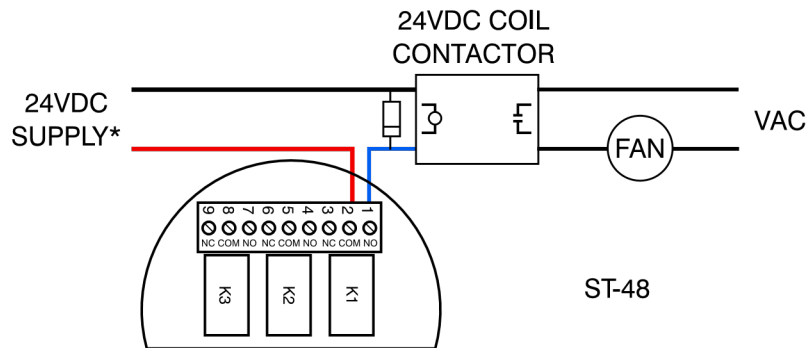 24VDC COIL
CONTACTOR
24VDC
SUPPLY*
VAC
FAN
9 8 7 6 5 4 3 2 1
NC COM NO NC COM NO NC COM NO
K3 K2 K1
ST-48